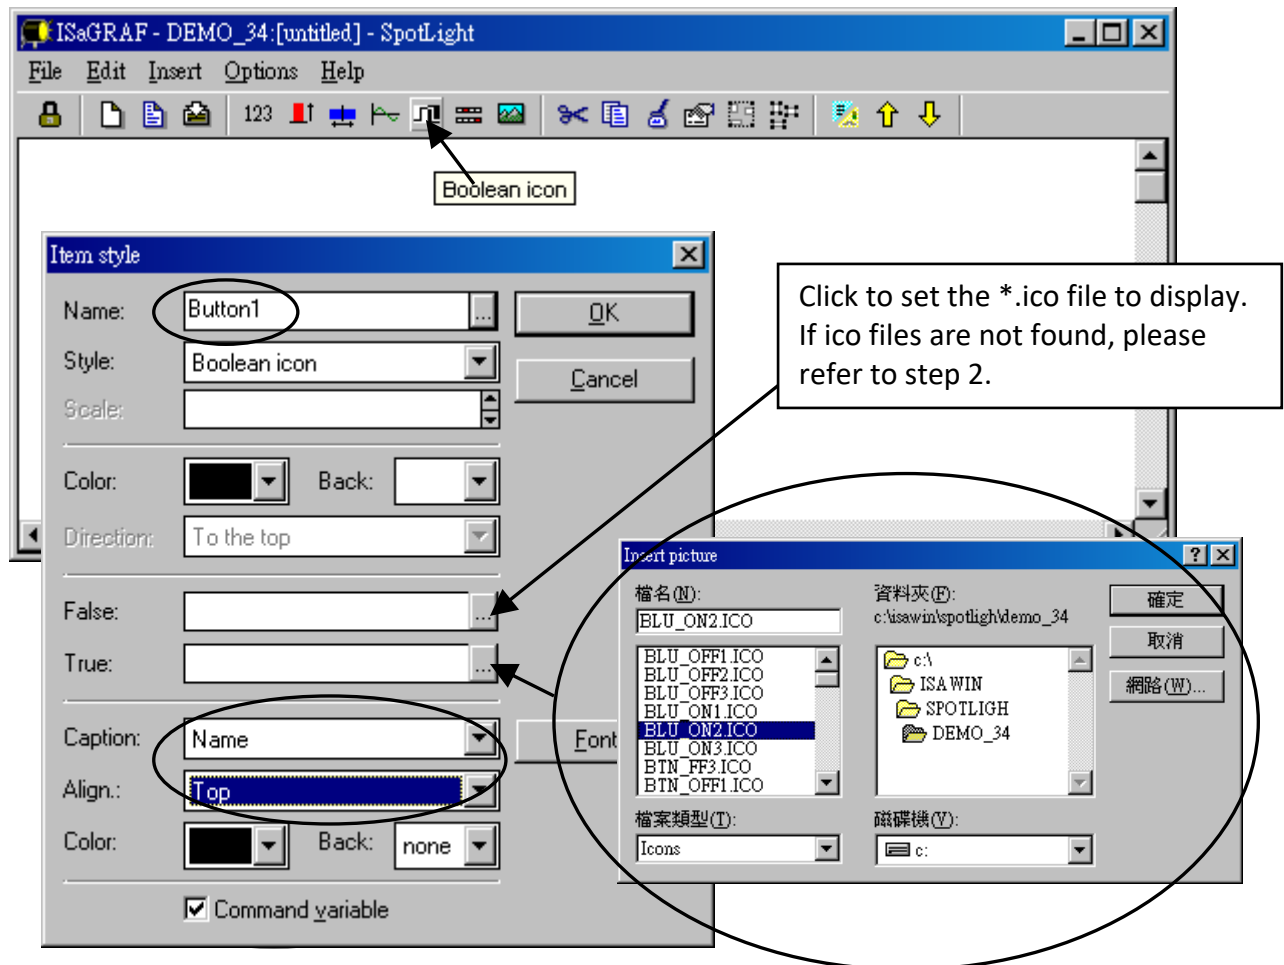 ISaGRAF - DEMO_34:[untitled] - SpotLight
File Edit Insert Options Help
123
Boolean icon
Item style
Name: Button1 ...
OK
Style: Boolean icon
Cancel
Scale:
Color: Back:
Direction: To the top
False: ...
True: ...
Caption: Name
Font
Align.: Top
Color: Back: none
Command variable
Click to set the *.ico file to display.
If ico files are not found, please
refer to step 2.
Insert picture
檔名(N):
BLU_ON2.ICO
BLU_OFF1.ICO
BLU_OFF2.ICO
BLU_OFF3.ICO
BLU_ON1.ICO
BLU_ON2.ICO
BLU_ON3.ICO
BTN_FF3.ICO
BTN_OFF1.ICO
檔案類型(T):
Icons
資料夾(F):
c:\isawin\spotligh\demo_34
c:\
ISAWIN
SPOTLIGH
DEMO_34
磁碟機(V):
c:
確定
取消
網路(W)...